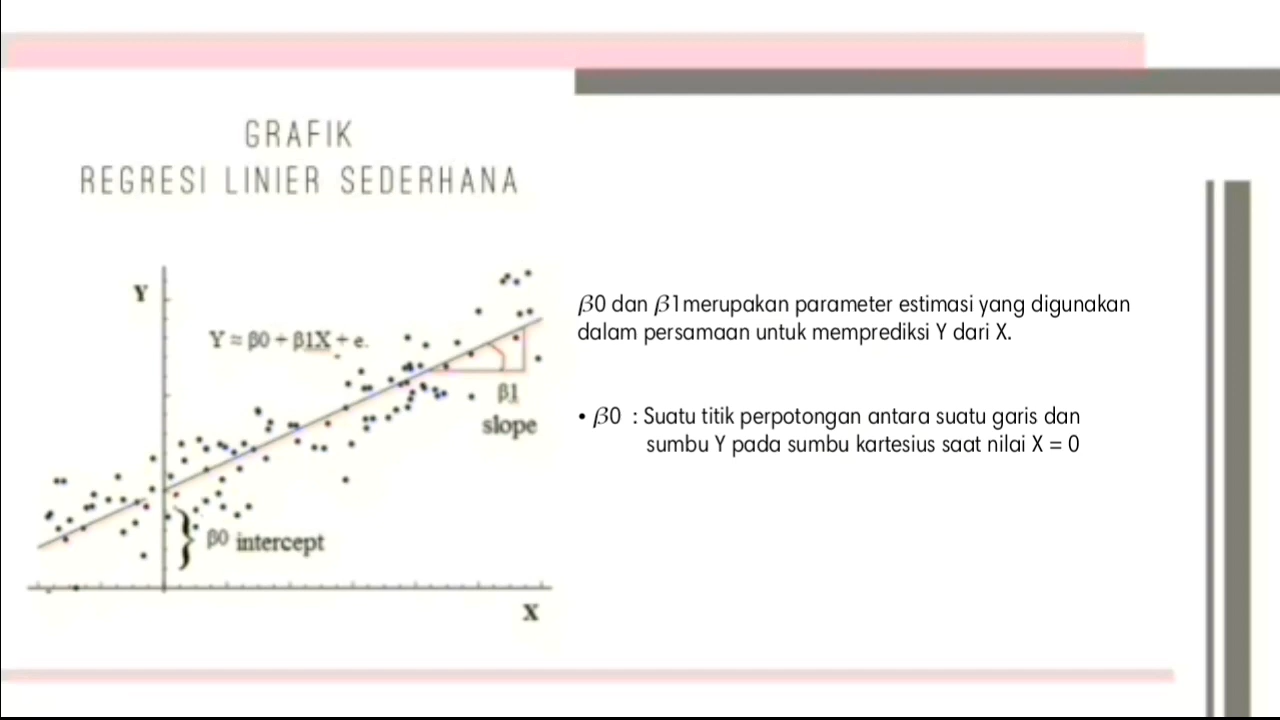 GRAFIK
REGRESI LINIER SEDERHANA
Y
Y = β0 + β1X + e.
β1
slope
β0 intercept
X
β0 dan β1merupakan parameter estimasi yang digunakan
dalam persamaan untuk memprediksi Y dari X.
• β0 : Suatu titik perpotongan antara suatu garis dan
sumbu Y pada sumbu kartesius saat nilai X = 0